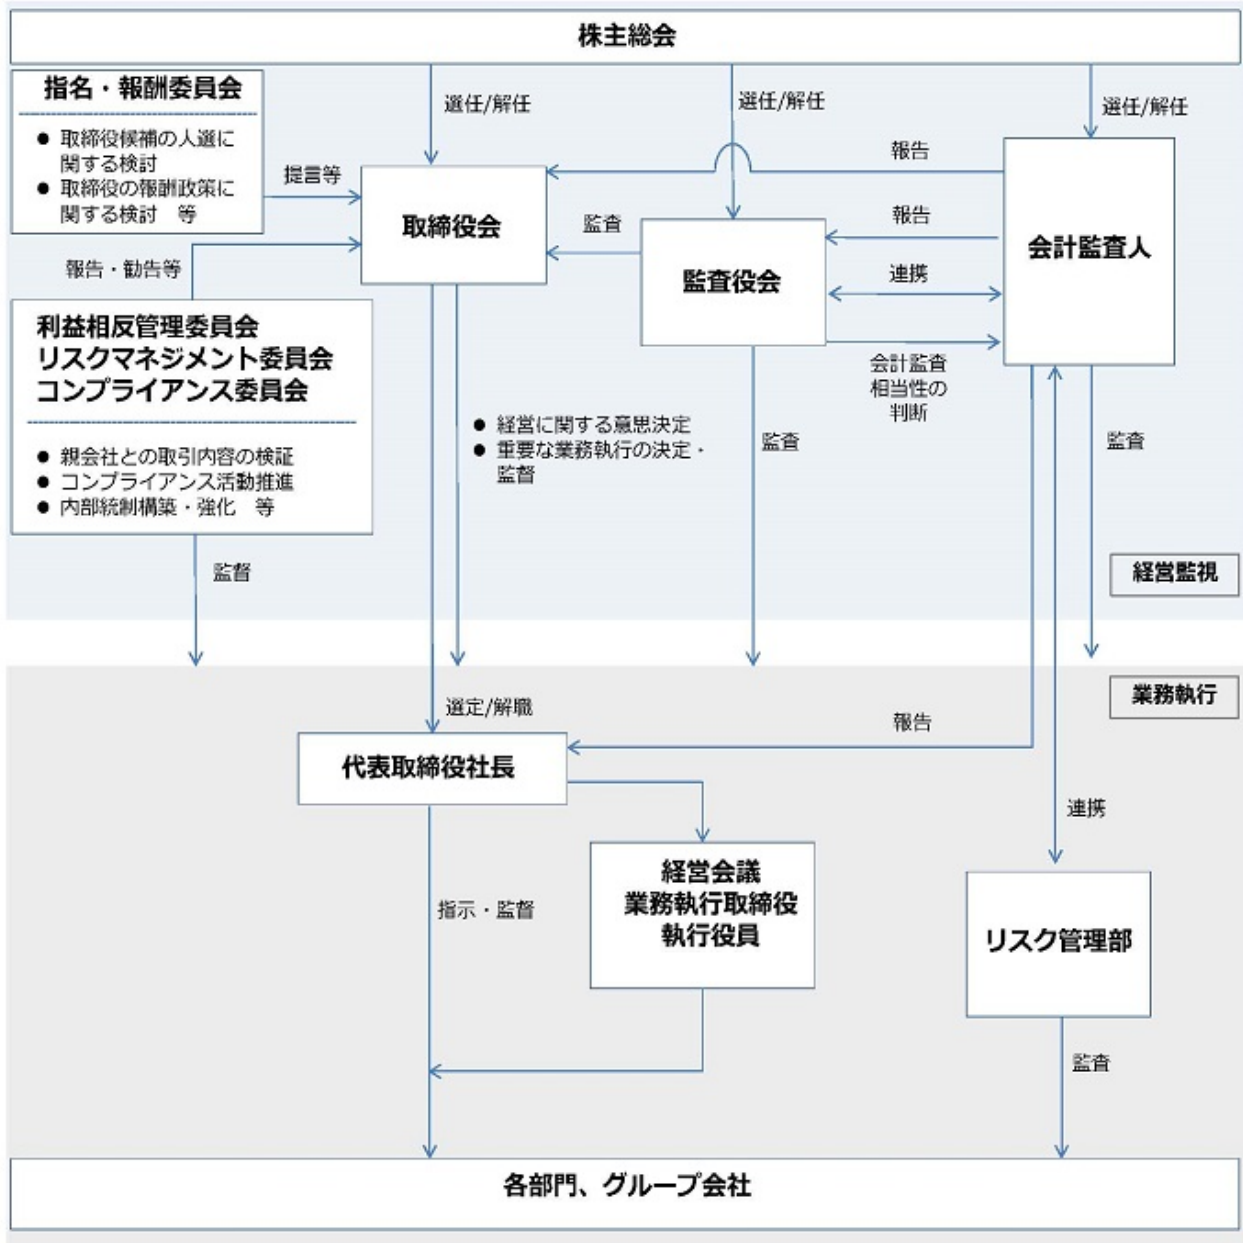 株主総会
指名・報酬委員会
● 取締役候補の人選に
関する検討
● 取締役の報酬政策に
関する検討　等
選任/解任
選任/解任
選任/解任
提言等
取締役会
報告
監査
報告
監査役会
連携
会計監査人
報告・勧告等
会計監査
相当性の
判断
利益相反管理委員会
リスクマネジメント委員会
コンプライアンス委員会
● 親会社との取引内容の検証
● コンプライアンス活動推進
● 内部統制構築・強化　等
● 経営に関する意思決定
● 重要な業務執行の決定・
監督
監査
監査
監督
経営監視
業務執行
選定/解職
報告
代表取締役社長
連携
経営会議
業務執行取締役
執行役員
指示・監督
リスク管理部
監査
各部門、グループ会社